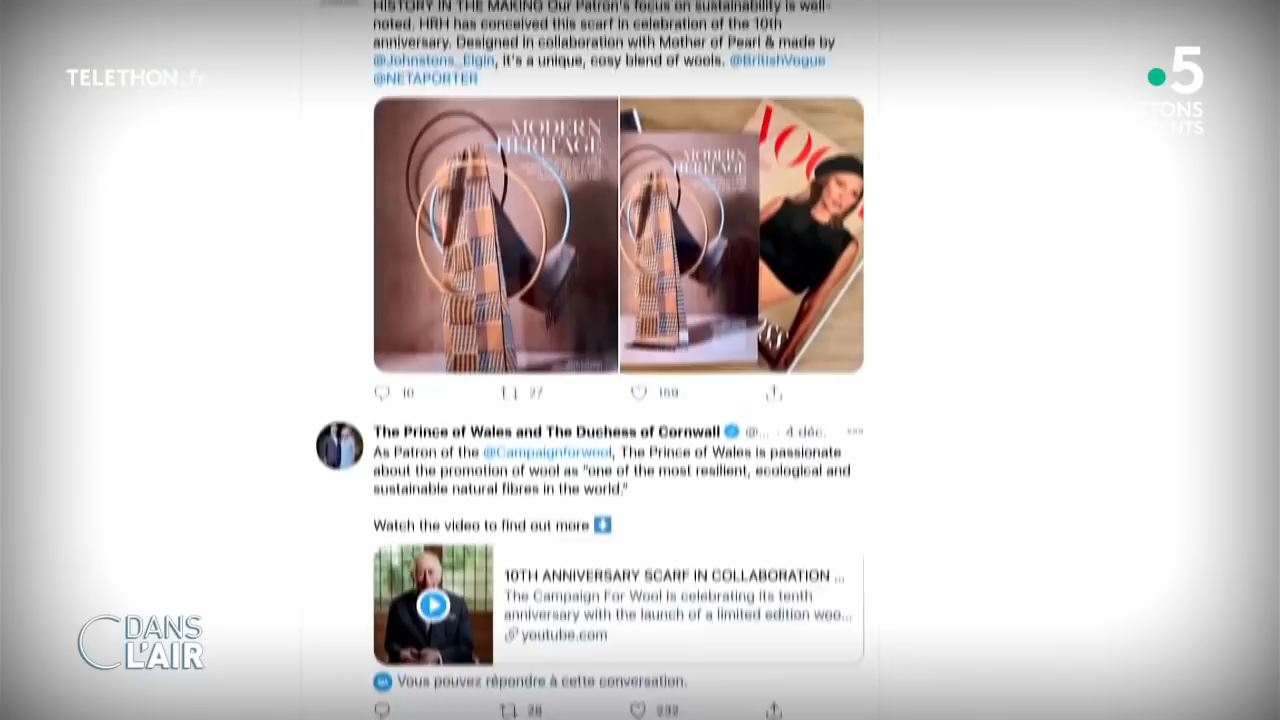 HISTORY IN THE MAKING Our Patron's focus on sustainability is well-
noted. HRH has conceived this scarf in celebration of the 10th
anniversary. Designed in collaboration with Mother of Pearl & made by
@Johnstons_Elgin, it's a unique, cosy blend of wools. @BritishVogue
@NETAPORTER
TELETHON.fr
5
MODERN
HERITAGE
MODERN
HERITAGE
10 27 159
The Prince of Wales and The Duchess of Cornwall @... · 4 déc.
As Patron of the @Campaignforwool, The Prince of Wales is passionate
about the promotion of wool as "one of the most resilient, ecological and
sustainable natural fibres in the world."
Watch the video to find out more
10TH ANNIVERSARY SCARF IN COLLABORATION ...
The Campaign For Wool is celebrating its tenth
anniversary with the launch of a limited edition woo...
youtube.com
Vous pouvez répondre à cette conversation.
28 232
C DANS
L'AIR